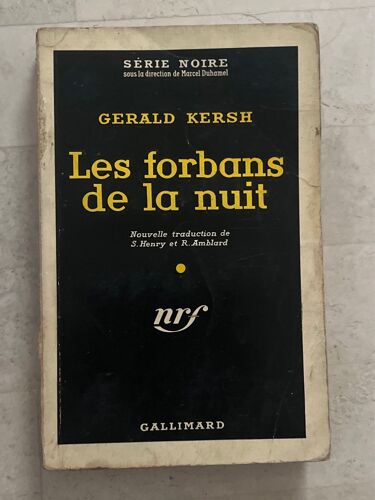 SÉRIE NOIRE
sous la direction de Marcel Duhamel
GERALD KERSH
Les forbans
de la nuit
Nouvelle traduction de
S. Henry et R. Amblard
nrf
GALLIMARD